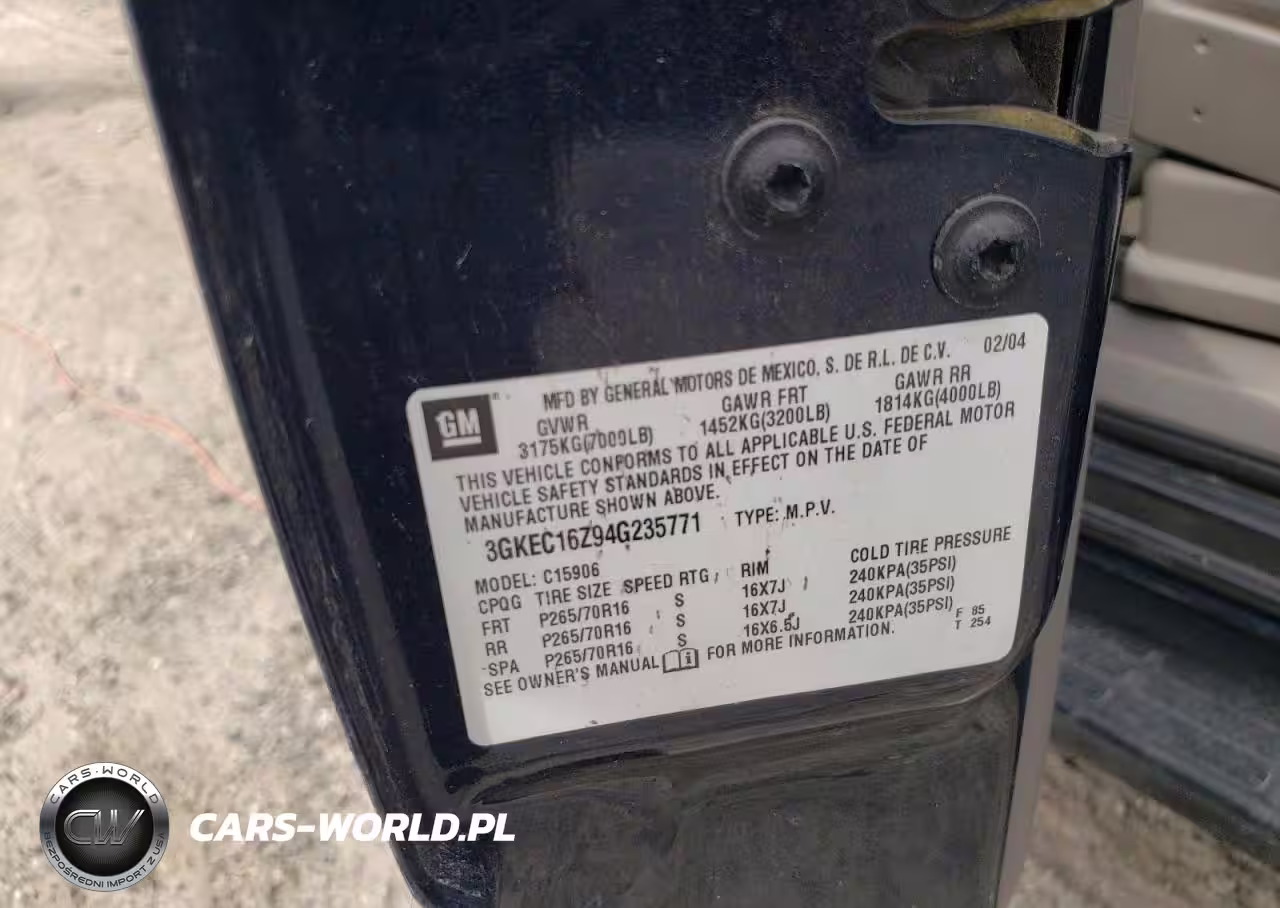 GM
MFD BY GENERAL MOTORS DE MEXICO, S. DE R.L. DE C.V. 02/04
GVWR GAWR FRT GAWR RR
3175KG(7000LB) 1452KG(3200LB) 1814KG(4000LB)
THIS VEHICLE CONFORMS TO ALL APPLICABLE U.S. FEDERAL MOTOR
VEHICLE SAFETY STANDARDS IN EFFECT ON THE DATE OF
MANUFACTURE SHOWN ABOVE.
3GKEC16Z94G235771 TYPE: M.P.V.
MODEL: C15906
CPQG TIRE SIZE SPEED RTG RIM COLD TIRE PRESSURE
FRT P265/70R16 S 16X7J 240KPA(35PSI)
RR P265/70R16 S 16X7J 240KPA(35PSI)
SPA P265/70R16 S 16X6.5J 240KPA(35PSI)
SEE OWNER'S MANUAL FOR MORE INFORMATION.
F 85
T 254
CARS-WORLD
CW
BEZPOŚREDNI IMPORT Z USA
CARS-WORLD.PL